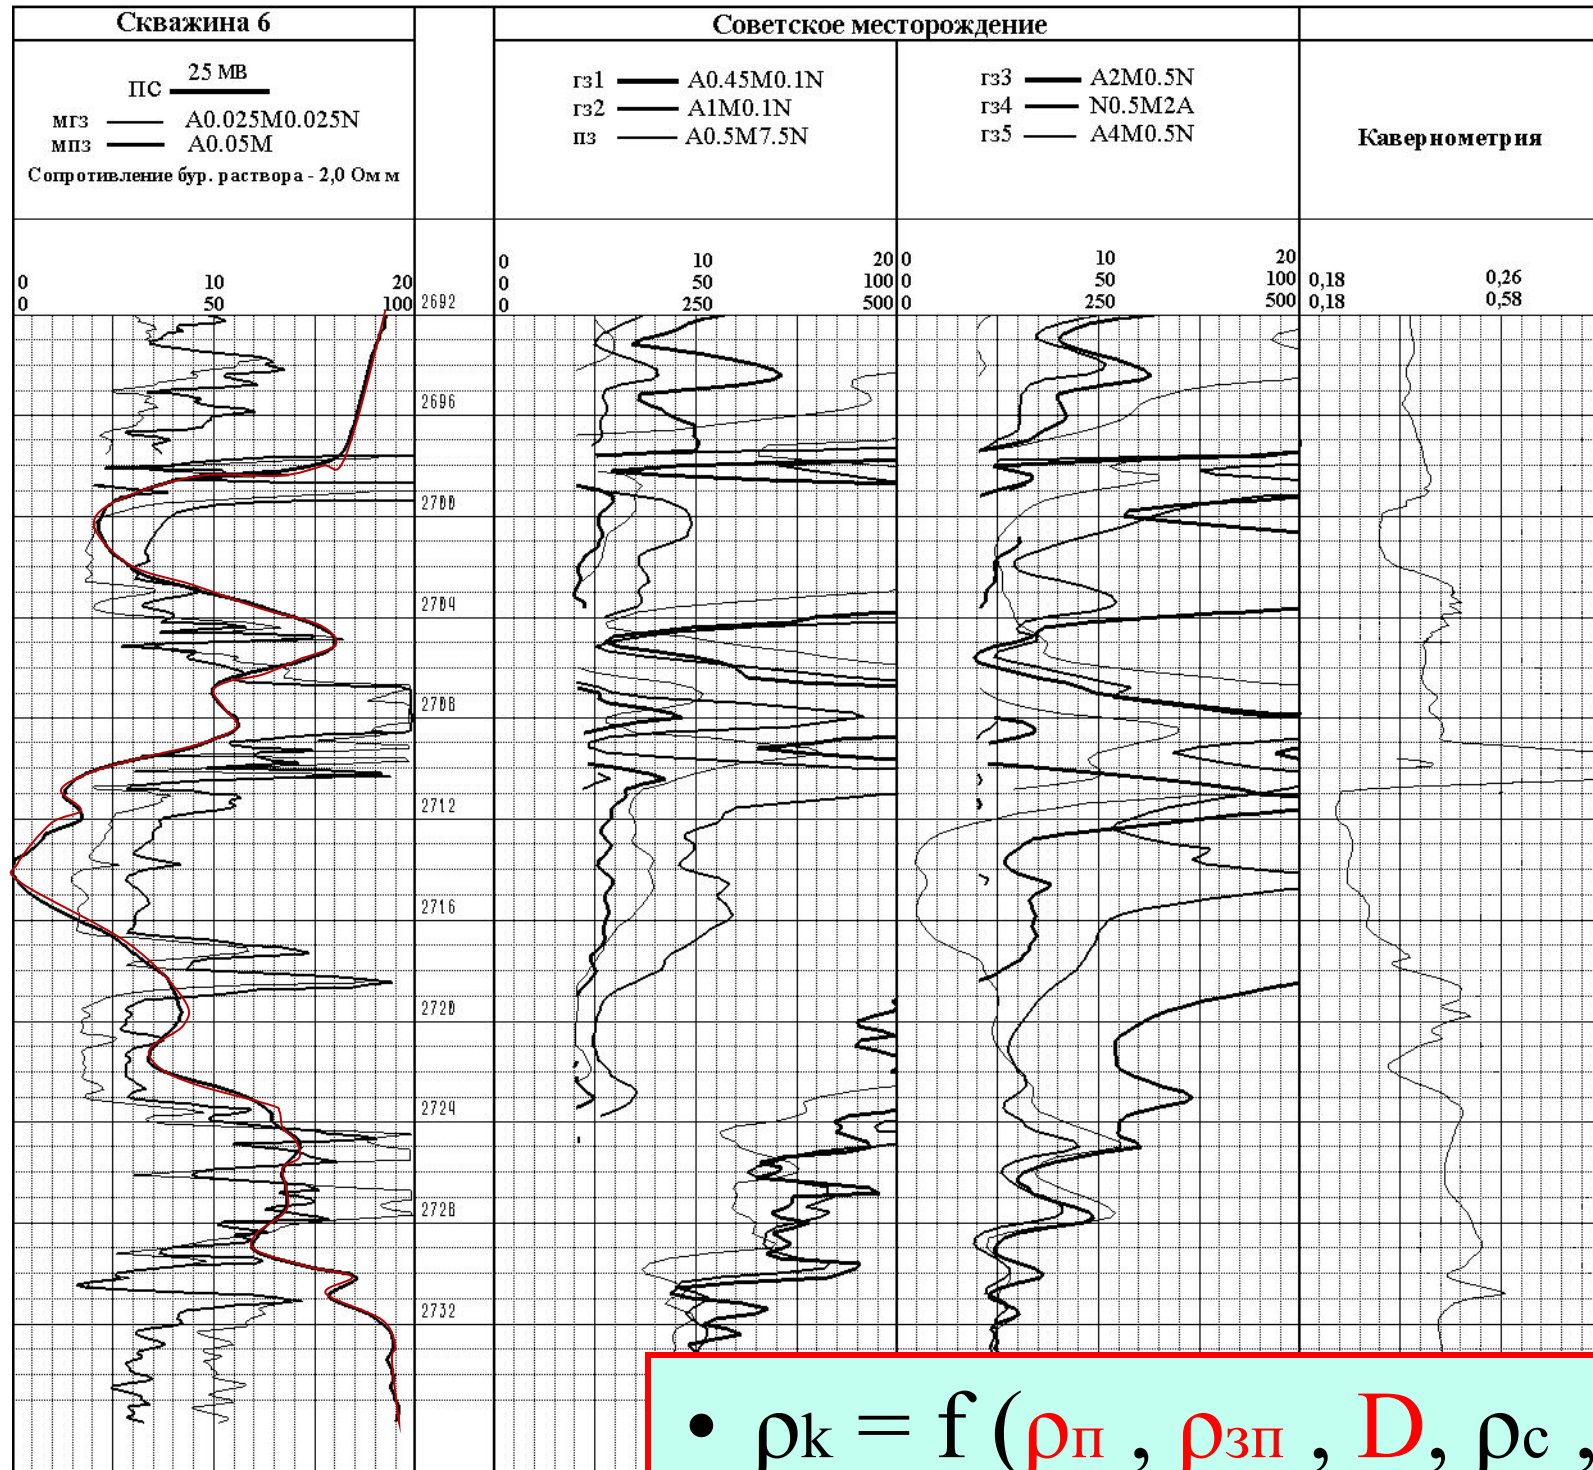 Скважина 6
Советское месторождение
25 МВ
ПС
мгз A0.025M0.025N
мпз A0.05M
Сопротивление бур. раствора - 2,0 Ом м
гз1 A0.45M0.1N
гз2 A1M0.1N
пз A0.5M7.5N
гз3 A2M0.5N
гз4 N0.5M2A
гз5 A4M0.5N
Кавернометрия
0 10 20
0 50 100
0 10 20
0 50 100
0 250 500
0 10 20
0 50 100
0 250 500
0,18 0,26
0,18 0,58
2692
2696
2700
2704
2708
2712
2716
2720
2724
2728
2732
• ρk = f (ρп , ρзп , D, ρс ,